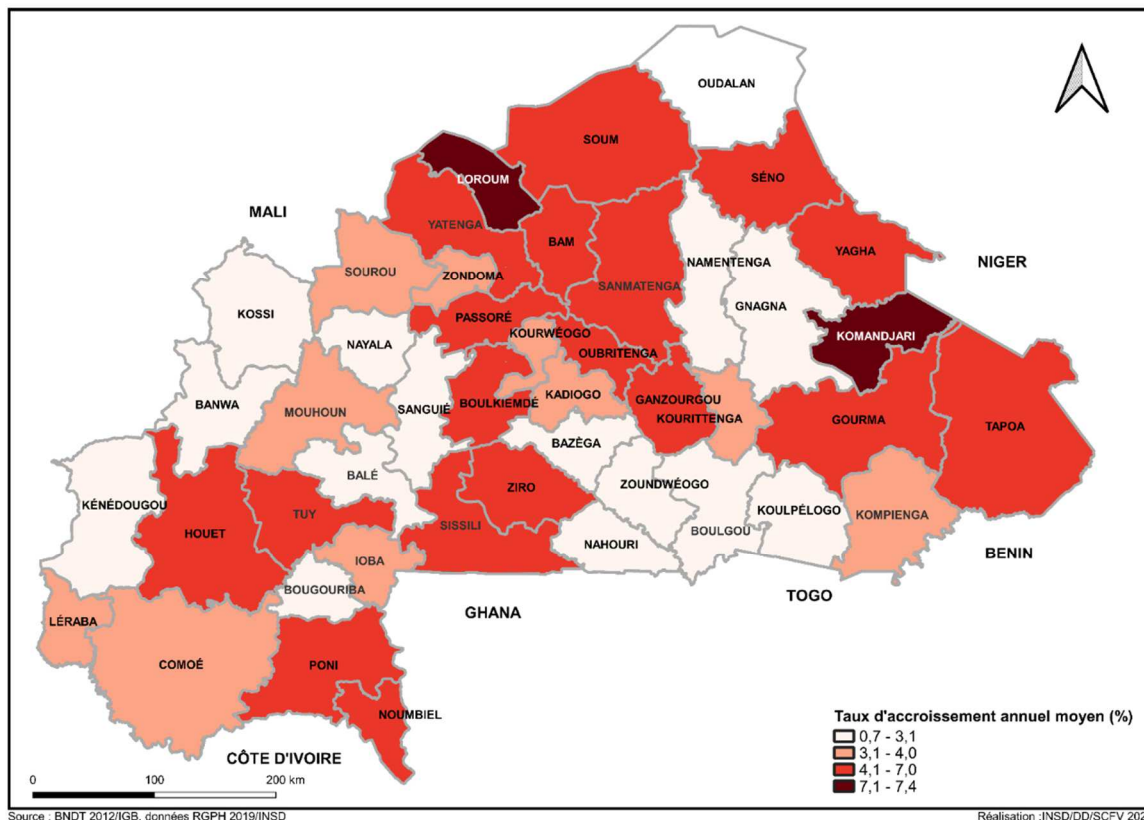 OUDALAN
SOUM
SÉNO
LOROUM
MALI
YATENGA
BAM
YAGHA
NIGER
SOUROU
ZONDOMA
NAMENTENGA
SANMATENGA
GNAGNA
KOSSI
PASSORÉ
KOURWÉOGO
KOMANDJARI
NAYALA
OUBRITENGA
BANWA
MOUHOUN
SANGUIÉ
BOULKIEMDÉ
KADIOGO
GANZOURGOU
KOURITTENGA
GOURMA
TAPOA
BAZÈGA
BALÉ
KÉNÉDOUGOU
ZIRO
ZOUNDWÉOGO
KOULPÉLOGO
KOMPIENGA
HOUET
TUY
SISSILI
NAHOURI
BOULGOU
BENIN
IOBA
BOUGOURIBA
TOGO
GHANA
LÉRABA
COMOÉ
PONI
NOUMBIEL
CÔTE D'IVOIRE
Taux d'accroissement annuel moyen (%)
0,7 - 3,1
3,1 - 4,0
4,1 - 7,0
7,1 - 7,4
0 100 200 km
Source : BNDT 2012/IGB, données RGPH 2019/INSD
Réalisation :INSD/DD/SCFV